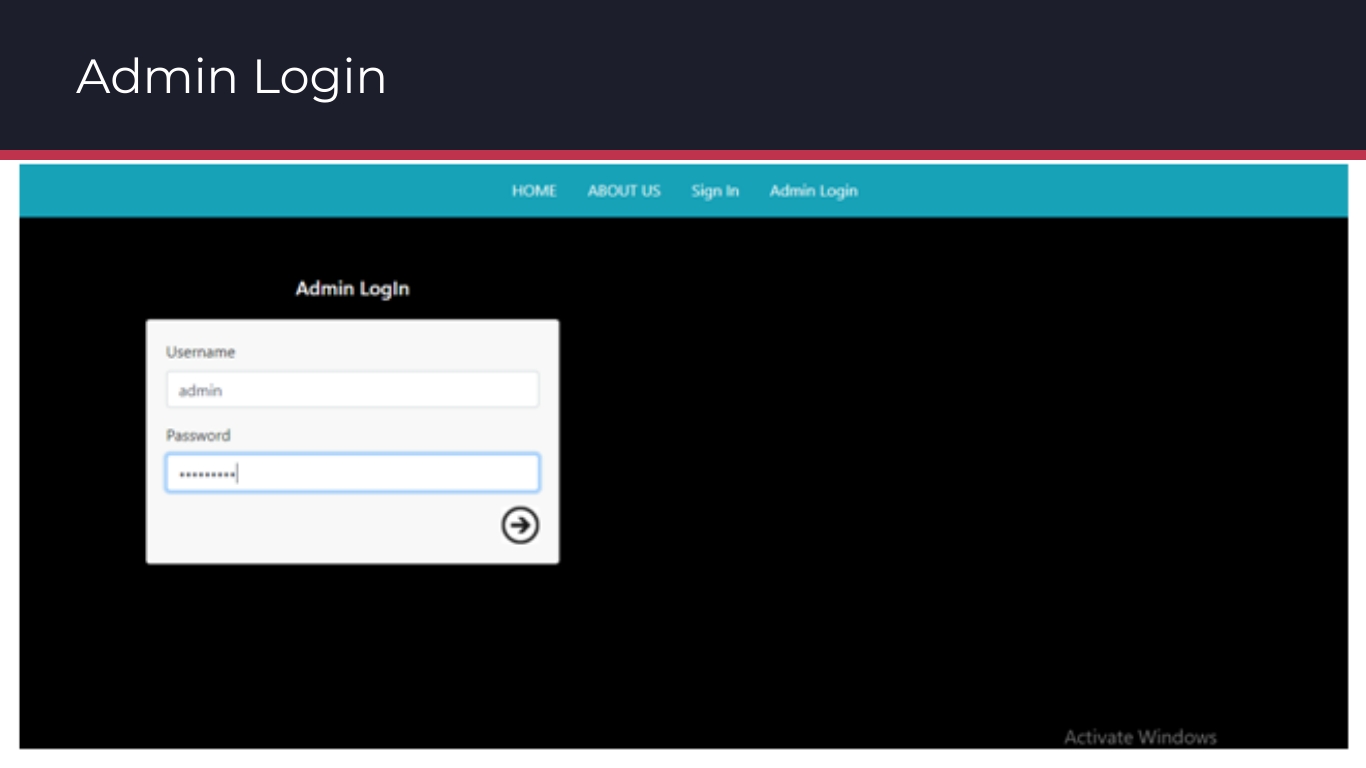 Admin Login
HOME ABOUT US Sign In Admin Login
Admin LogIn
Username
admin
Password
•••••••••
Activate Windows